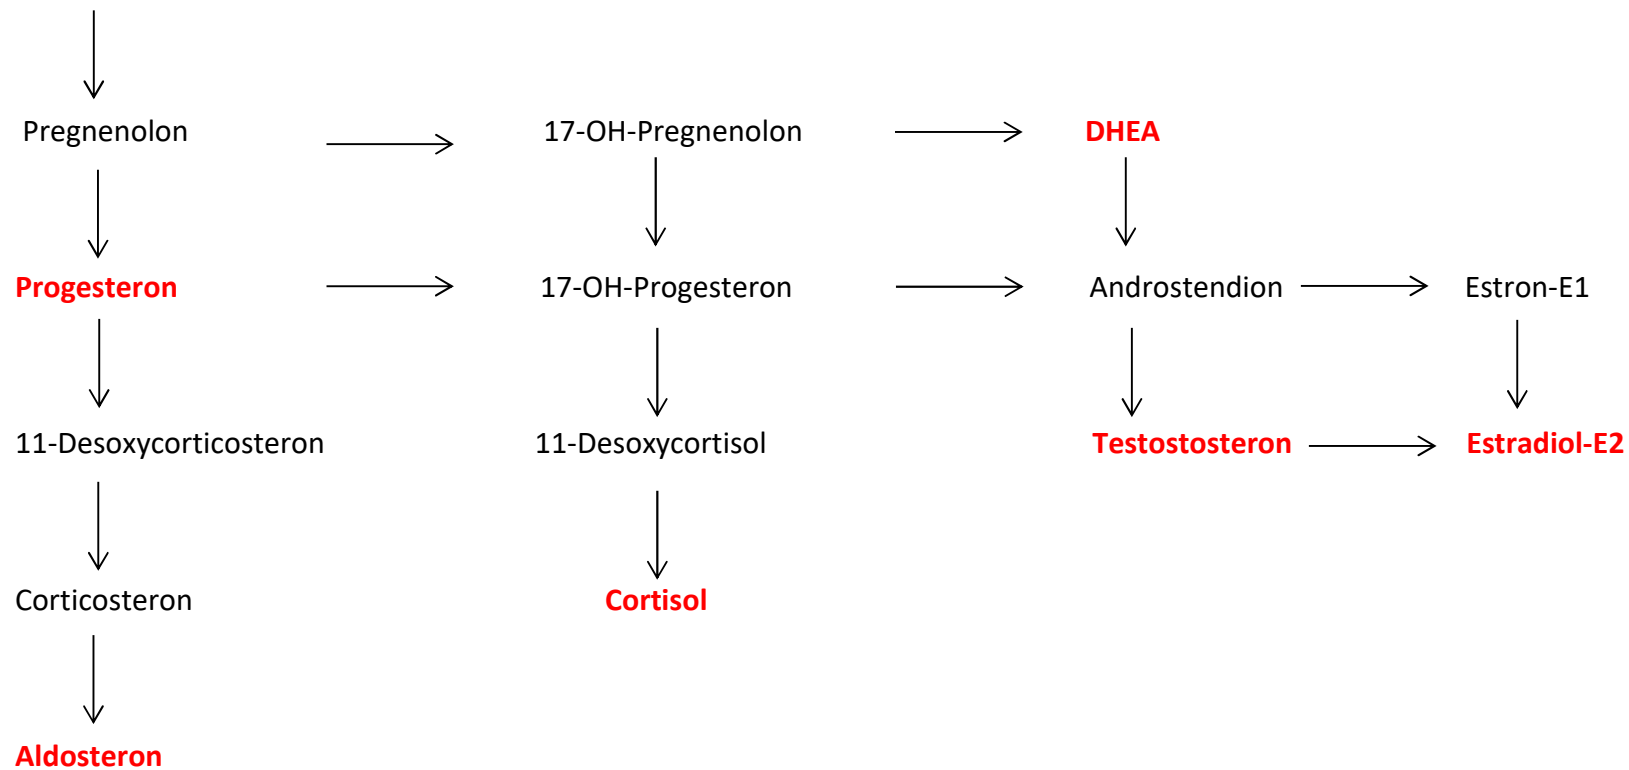 Pregnenolon
17-OH-Pregnenolon
DHEA
Progesteron
17-OH-Progesteron
Androstendion
Estron-E1
11-Desoxycorticosteron
11-Desoxycortisol
Testostosteron
Estradiol-E2
Corticosteron
Cortisol
Aldosteron